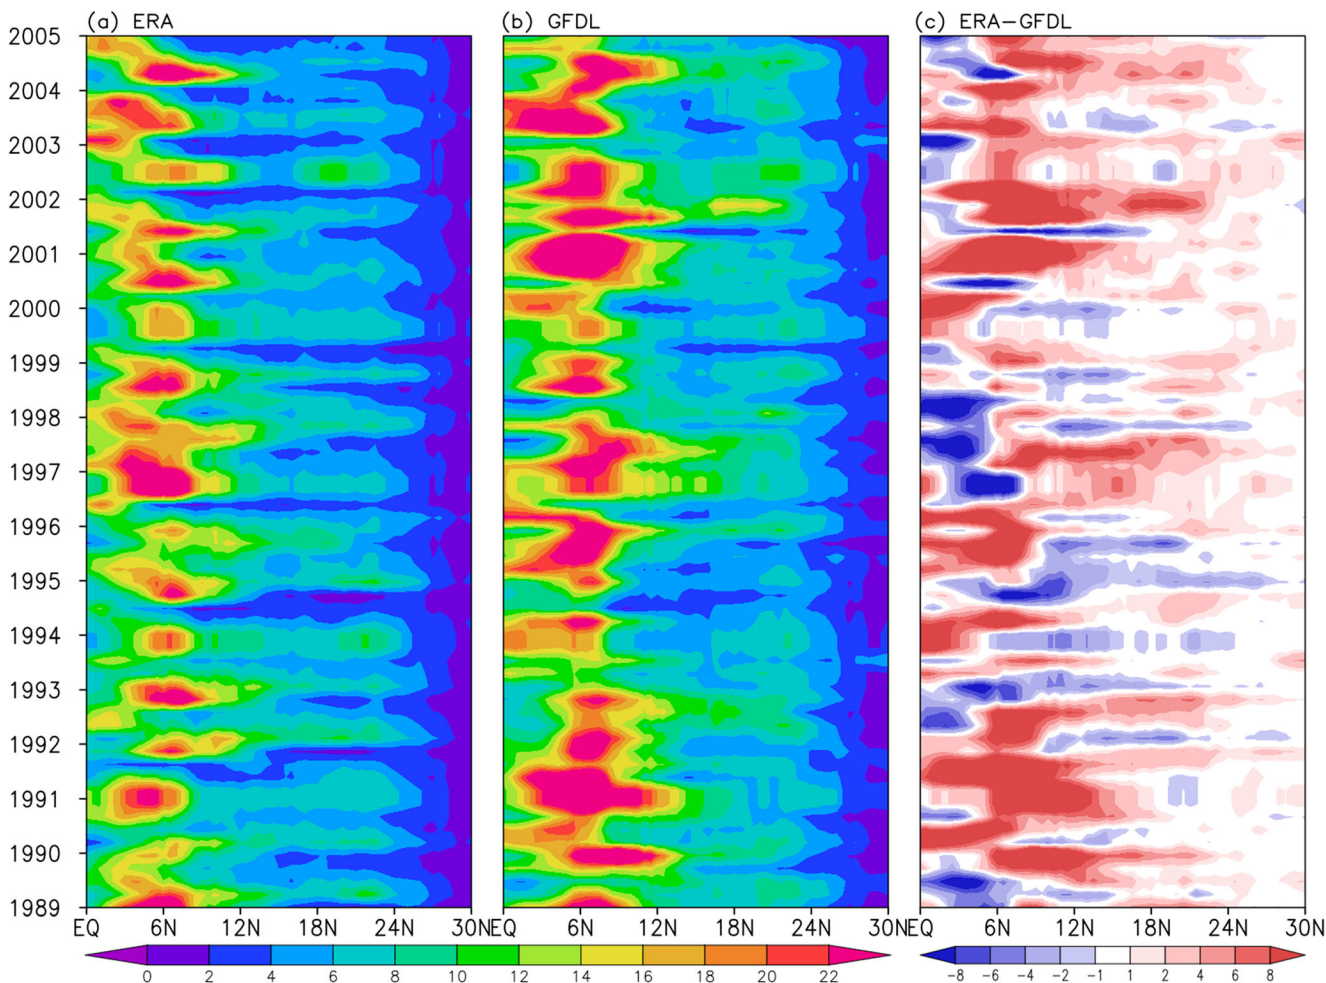 (a) ERA
(b) GFDL
(c) ERA-GFDL
2005
2004
2003
2002
2001
2000
1999
1998
1997
1996
1995
1994
1993
1992
1991
1990
1989
EQ 6N 12N 18N 24N 30N
EQ 6N 12N 18N 24N 30N
EQ 6N 12N 18N 24N 30N
0 2 4 6 8 10 12 14 16 18 20 22
-8 -6 -4 -2 -1 1 2 4 6 8